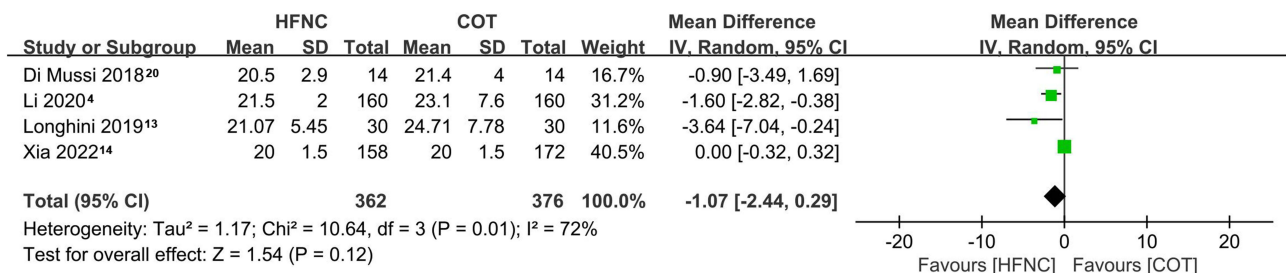 HFNC COT Mean Difference Mean Difference
Study or Subgroup Mean SD Total Mean SD Total Weight IV, Random, 95% CI IV, Random, 95% CI
Di Mussi 2018²⁰ 20.5 2.9 14 21.4 4 14 16.7% -0.90 [-3.49, 1.69]
Li 2020⁴ 21.5 2 160 23.1 7.6 160 31.2% -1.60 [-2.82, -0.38]
Longhini 2019¹³ 21.07 5.45 30 24.71 7.78 30 11.6% -3.64 [-7.04, -0.24]
Xia 2022¹⁴ 20 1.5 158 20 1.5 172 40.5% 0.00 [-0.32, 0.32]
Total (95% CI) 362 376 100.0% -1.07 [-2.44, 0.29]
Heterogeneity: Tau² = 1.17; Chi² = 10.64, df = 3 (P = 0.01); I² = 72%
Test for overall effect: Z = 1.54 (P = 0.12)
-20 -10 0 10 20
Favours [HFNC] Favours [COT]